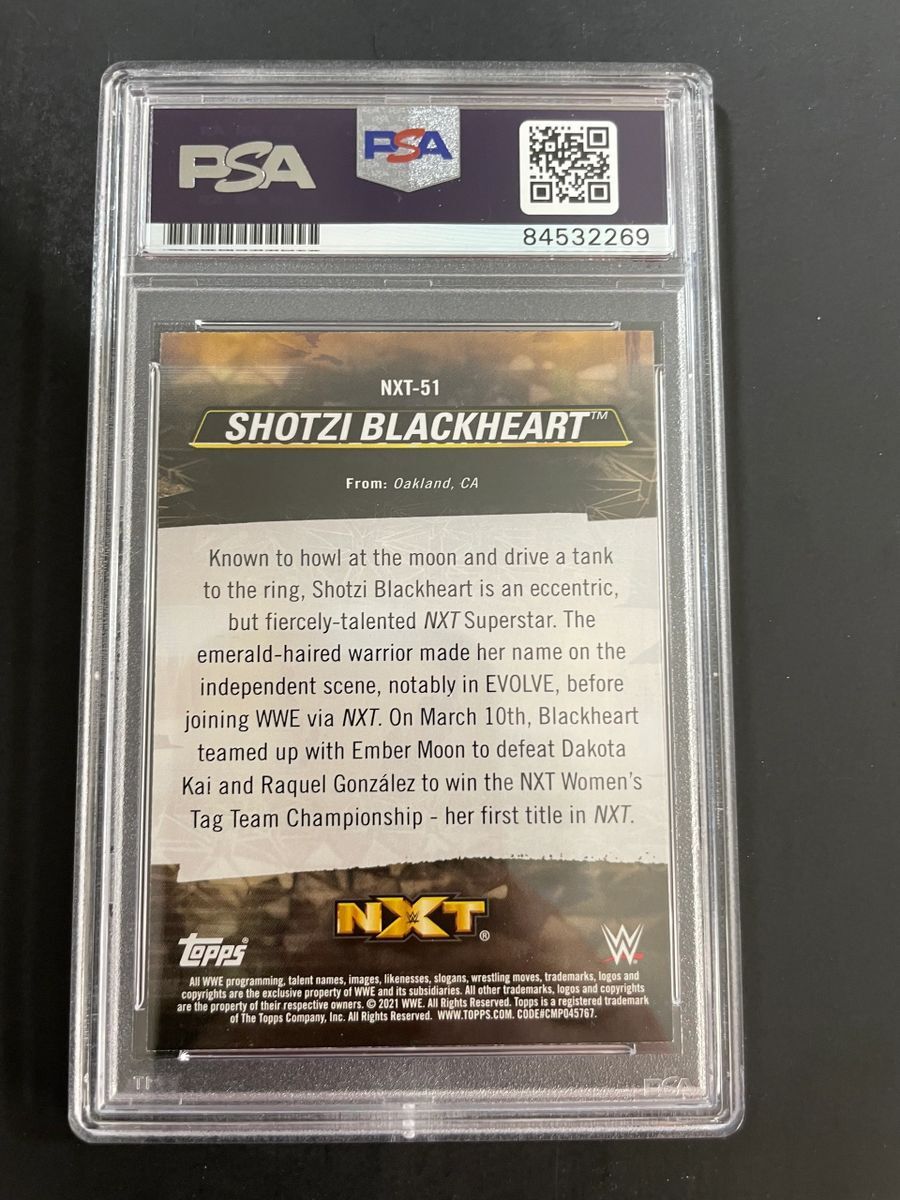 PSA
PSA
84532269
NXT-51
SHOTZI BLACKHEART™
From: Oakland, CA
Known to howl at the moon and drive a tank
to the ring, Shotzi Blackheart is an eccentric,
but fiercely-talented NXT Superstar. The
emerald-haired warrior made her name on the
independent scene, notably in EVOLVE, before
joining WWE via NXT. On March 10th, Blackheart
teamed up with Ember Moon to defeat Dakota
Kai and Raquel González to win the NXT Women's
Tag Team Championship - her first title in NXT.
NXT®
topps®
W
All WWE programming, talent names, images, likenesses, slogans, wrestling moves, trademarks, logos and
copyrights are the exclusive property of WWE and its subsidiaries. All other trademarks, logos and copyrights
are the property of their respective owners. © 2021 WWE. All Rights Reserved. Topps is a registered trademark
of The Topps Company, Inc. All Rights Reserved. WWW.TOPPS.COM. CODE#CMP045767.
PSA